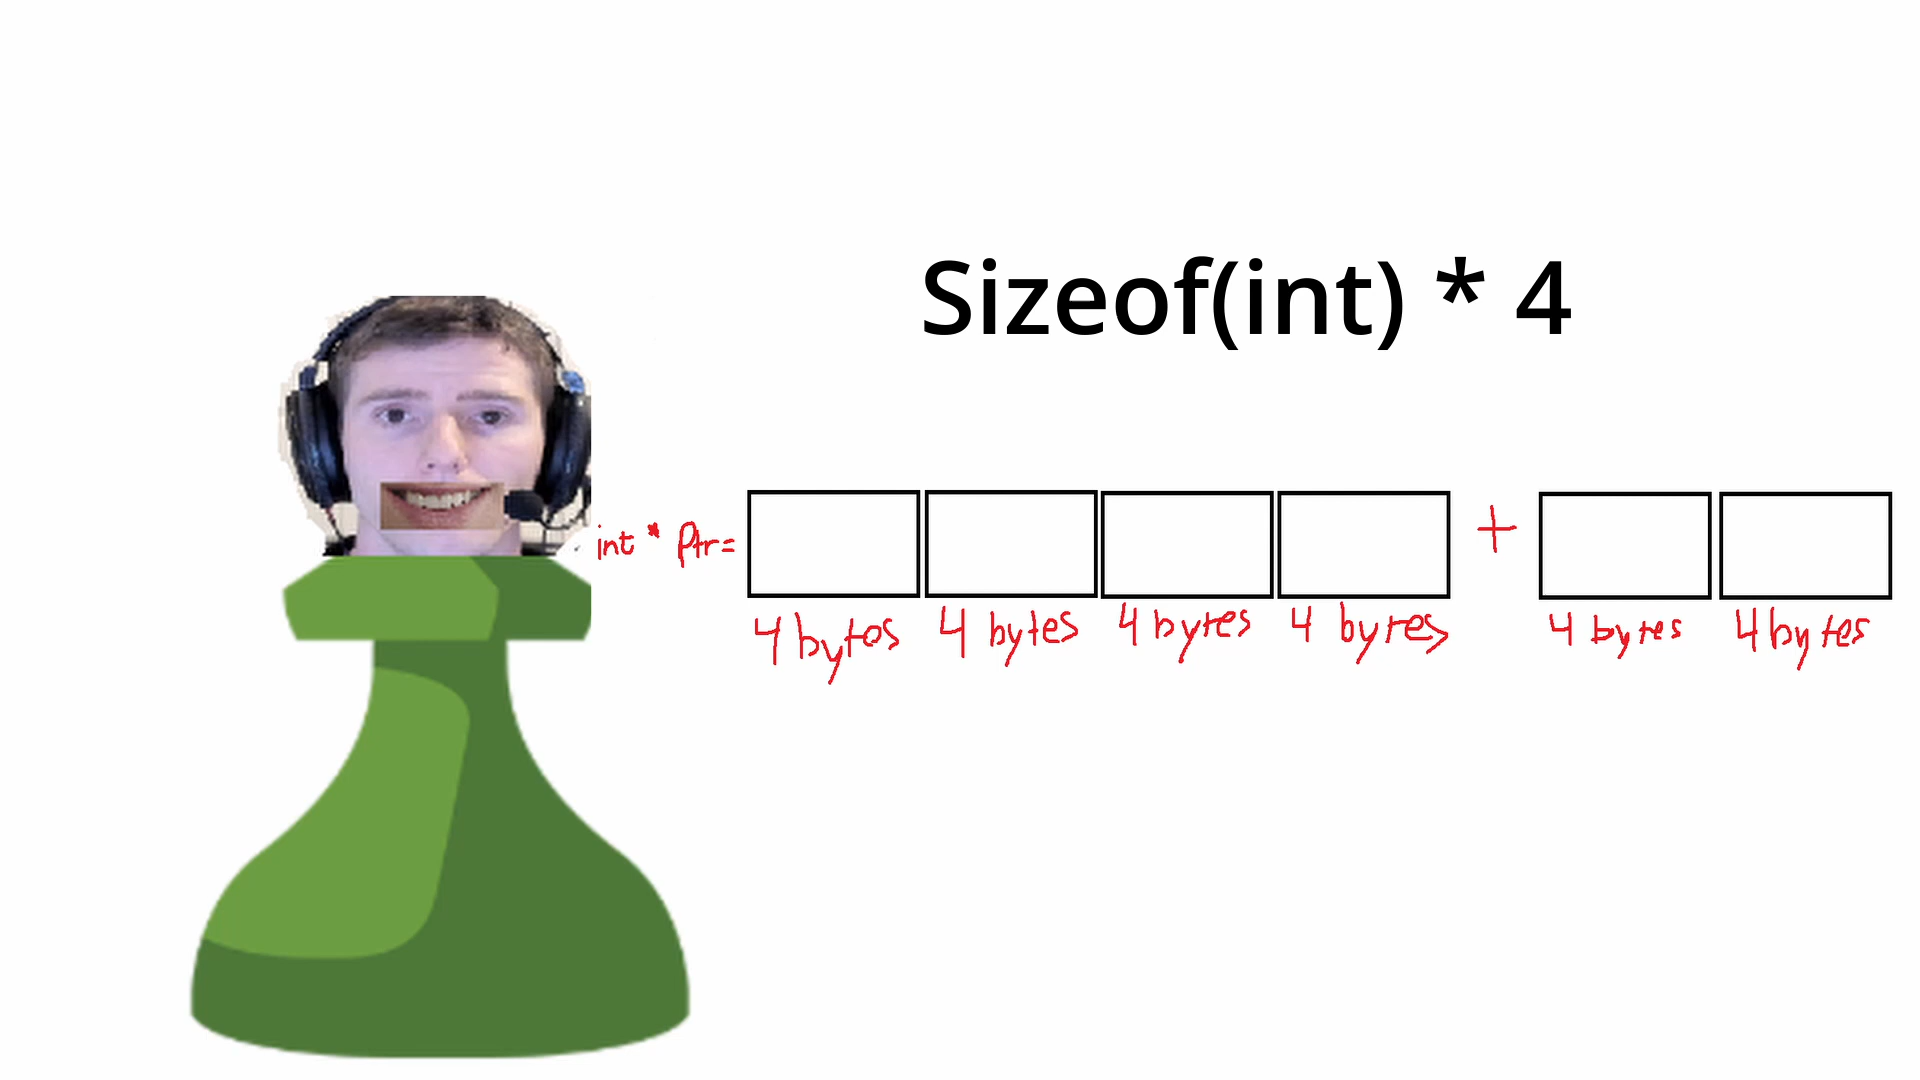 Sizeof(int) * 4
int * Ptr=
+
4 bytes 4 bytes 4 bytes 4 bytes 4 bytes 4 bytes